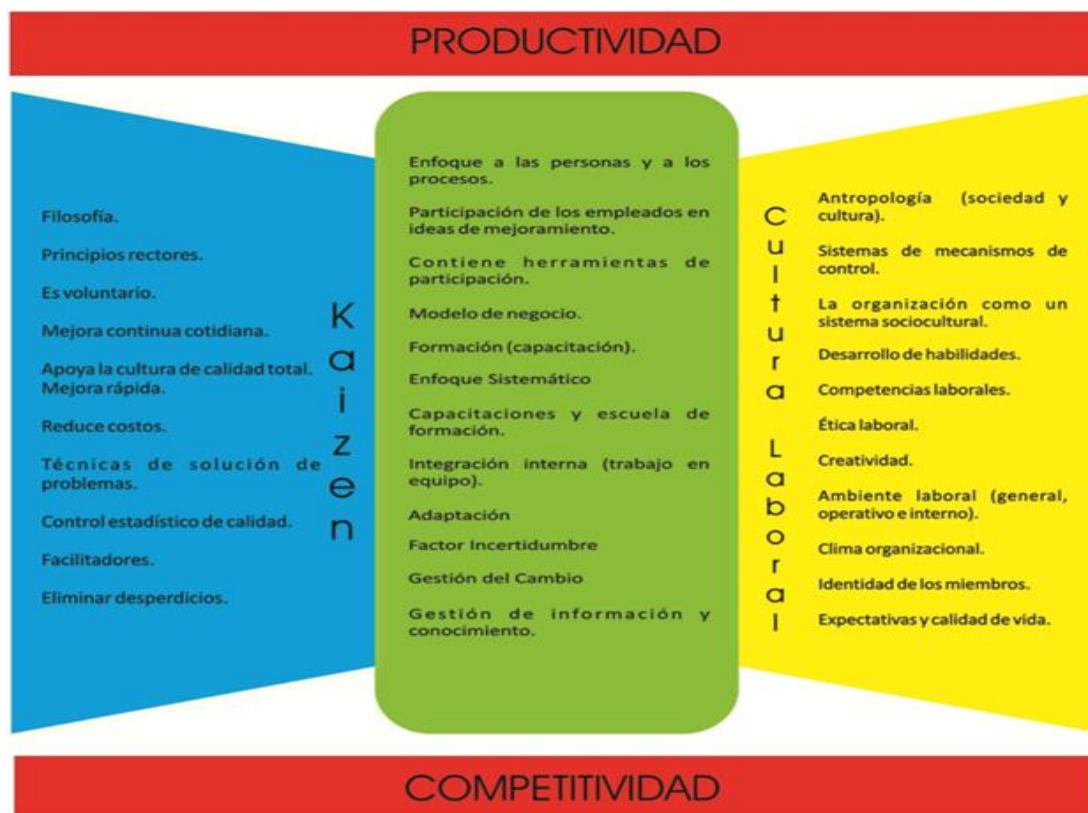 PRODUCTIVIDAD
Filosofía.
Principios rectores.
Es voluntario.
Mejora continua cotidiana.
Apoya la cultura de calidad total.
Mejora rápida.
Reduce costos.
Técnicas de solución de
problemas.
Control estadístico de calidad.
Facilitadores.
Eliminar desperdicios.
Kaizen
Enfoque a las personas y a los
procesos.
Participación de los empleados en
ideas de mejoramiento.
Contiene herramientas de
participación.
Modelo de negocio.
Formación (capacitación).
Enfoque Sistemático
Capacitaciones y escuela de
formación.
Integración interna (trabajo en
equipo).
Adaptación
Factor Incertidumbre
Gestión del Cambio
Gestión de información y
conocimiento.
Cultura Laboral
Antropología (sociedad y
cultura).
Sistemas de mecanismos de
control.
La organización como un
sistema sociocultural.
Desarrollo de habilidades.
Competencias laborales.
Ética laboral.
Creatividad.
Ambiente laboral (general,
operativo e interno).
Clima organizacional.
Identidad de los miembros.
Expectativas y calidad de vida.
COMPETITIVIDAD